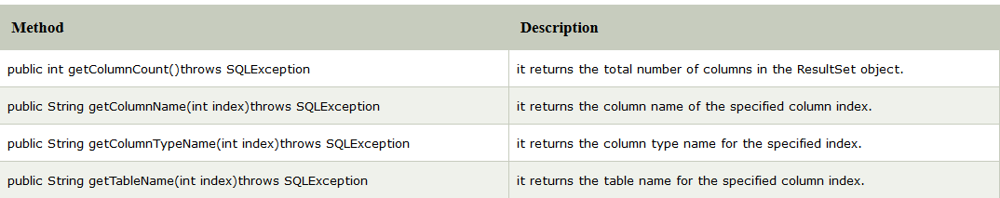 Method Description
public int getColumnCount()throws SQLException it returns the total number of columns in the ResultSet object.
public String getColumnName(int index)throws SQLException it returns the column name of the specified column index.
public String getColumnTypeName(int index)throws SQLException it returns the column type name for the specified index.
public String getTableName(int index)throws SQLException it returns the table name for the specified column index.